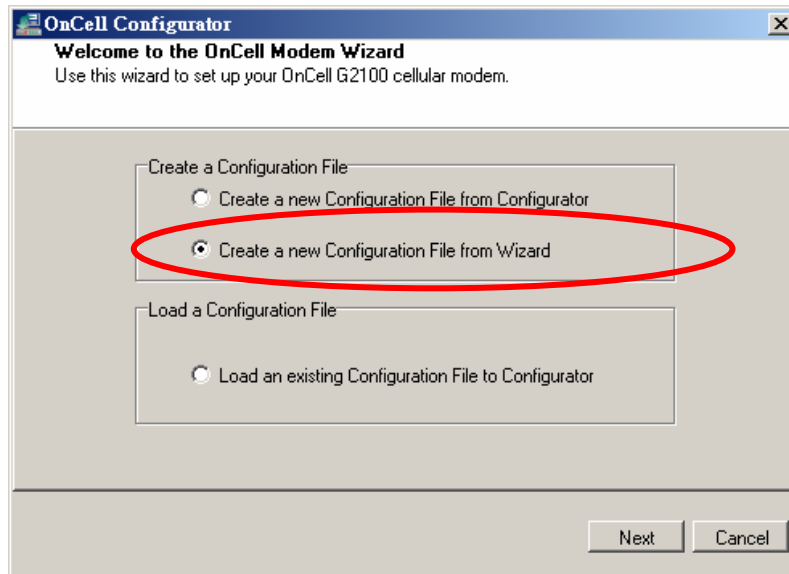 OnCell Configurator
Welcome to the OnCell Modem Wizard
Use this wizard to set up your OnCell G2100 cellular modem.
Create a Configuration File
Create a new Configuration File from Configurator
Create a new Configuration File from Wizard
Load a Configuration File
Load an existing Configuration File to Configurator
Next
Cancel